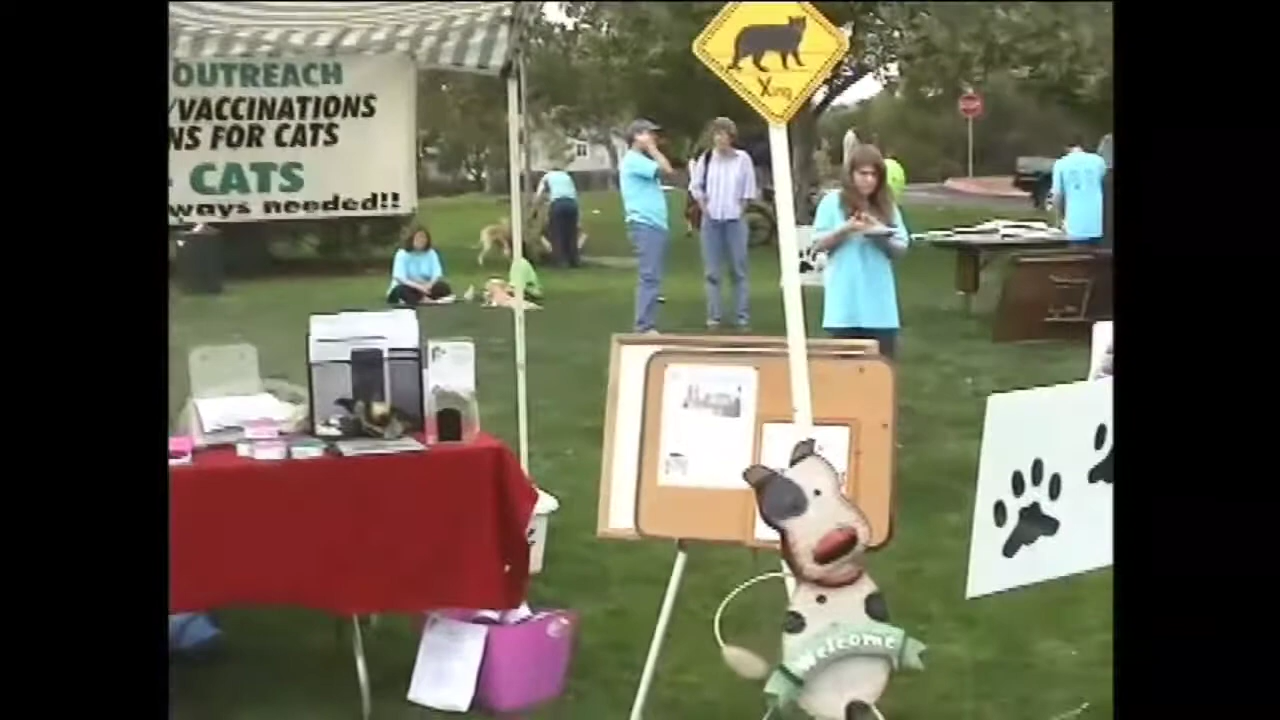 OUTREACH
/VACCINATIONS
NS FOR CATS
CATS
ways needed!!
Xing
Welcome